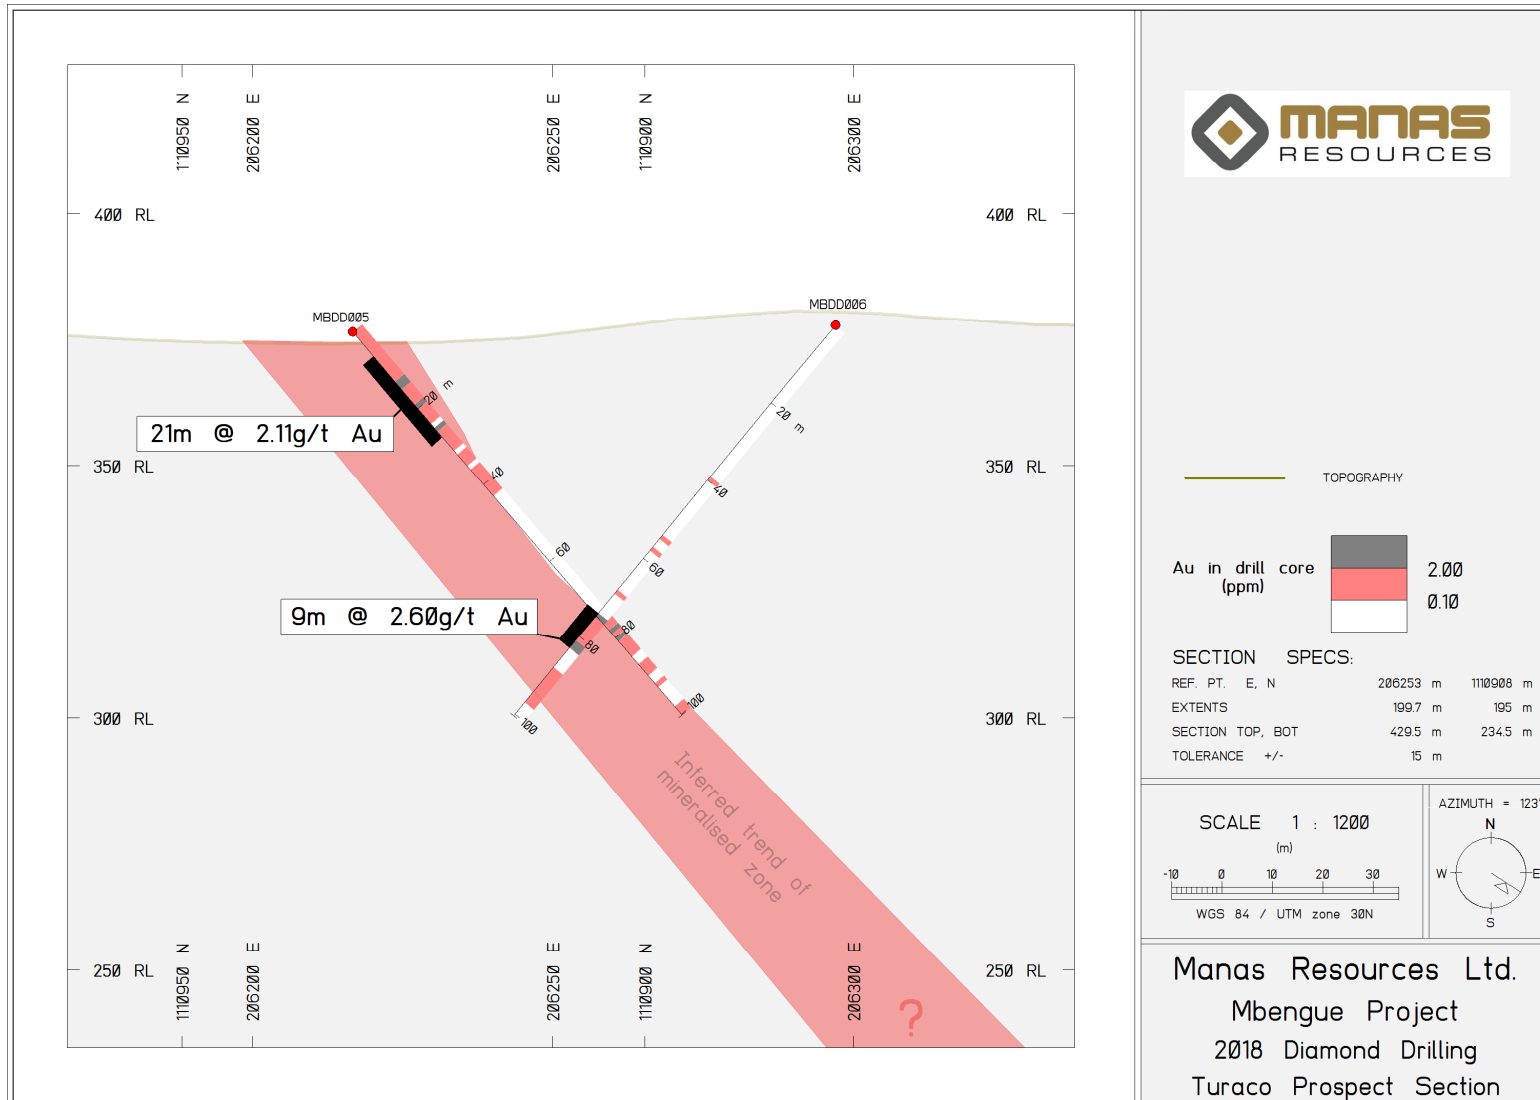 1110950 N
206200 E
206250 E
1110900 N
206300 E
MANAS
RESOURCES
400 RL
400 RL
MBDD005
MBDD006
20 m
20 m
21m @ 2.11g/t Au
350 RL
350 RL
40
40
TOPOGRAPHY
60
60
Au in drill core
(ppm)
2.00
0.10
9m @ 2.60g/t Au
80
80
SECTION SPECS:
REF. PT. E, N 206253 m 1110908 m
EXTENTS 199.7 m 195 m
SECTION TOP, BOT 429.5 m 234.5 m
TOLERANCE +/- 15 m
100
100
300 RL
300 RL
Inferred trend of
mineralised zone
SCALE 1 : 1200
(m)
-10 0 10 20 30
WGS 84 / UTM zone 30N
AZIMUTH = 123°
N
W
E
S
250 RL
250 RL
1110950 N
206200 E
206250 E
1110900 N
206300 E
?
Manas Resources Ltd.
Mbengue Project
2018 Diamond Drilling
Turaco Prospect Section